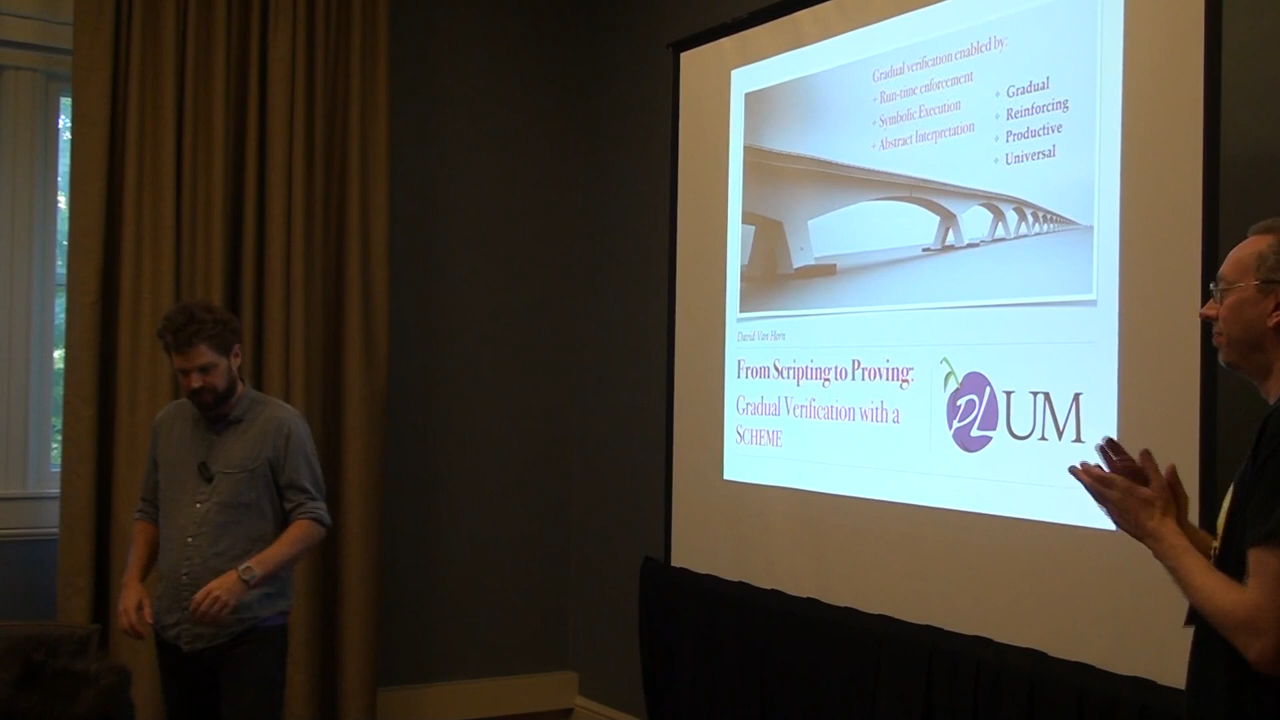 Gradual verification enabled by:
+ Run-time enforcement
+ Symbolic Execution
+ Abstract Interpretation
+ Gradual
+ Reinforcing
+ Productive
+ Universal
David Van Horn
From Scripting to Proving:
Gradual Verification with a
SCHEME
PL UM